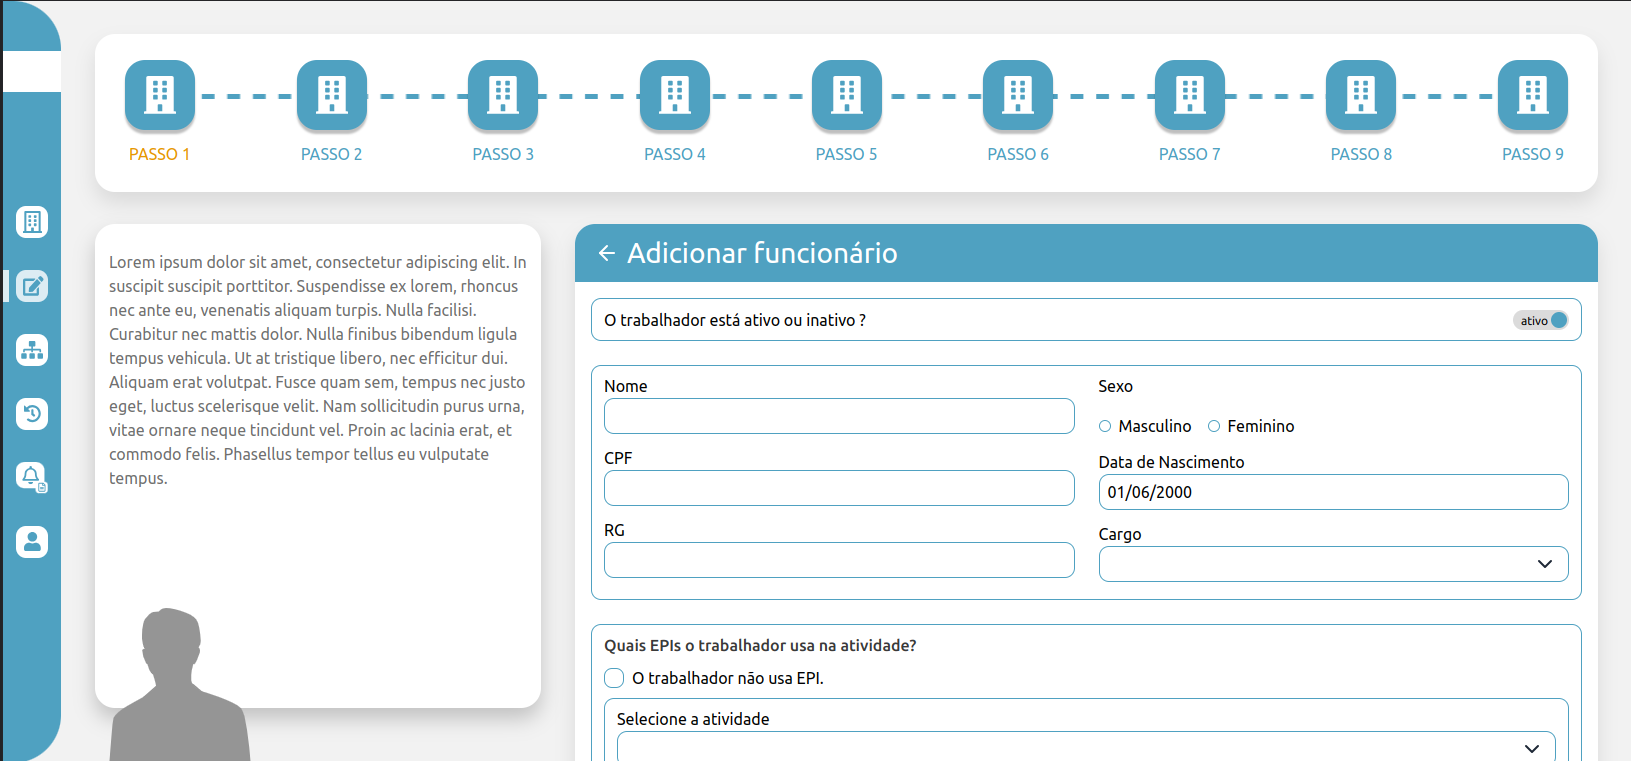 PASSO 1
PASSO 2
PASSO 3
PASSO 4
PASSO 5
PASSO 6
PASSO 7
PASSO 8
PASSO 9
Lorem ipsum dolor sit amet, consectetur adipiscing elit. In
suscipit suscipit porttitor. Suspendisse ex lorem, rhoncus
nec ante eu, venenatis aliquam turpis. Nulla facilisi.
Curabitur nec mattis dolor. Nulla finibus bibendum ligula
tempus vehicula. Ut at tristique libero, nec efficitur dui.
Aliquam erat volutpat. Fusce quam sem, tempus nec justo
eget, luctus scelerisque velit. Nam sollicitudin purus urna,
vitae ornare neque tincidunt vel. Proin ac lacinia erat, et
commodo felis. Phasellus tempor tellus eu vulputate
tempus.
Adicionar funcionário
O trabalhador está ativo ou inativo ?
ativo
Nome
Sexo
Masculino
Feminino
CPF
Data de Nascimento
01/06/2000
RG
Cargo
Quais EPIs o trabalhador usa na atividade?
O trabalhador não usa EPI.
Selecione a atividade